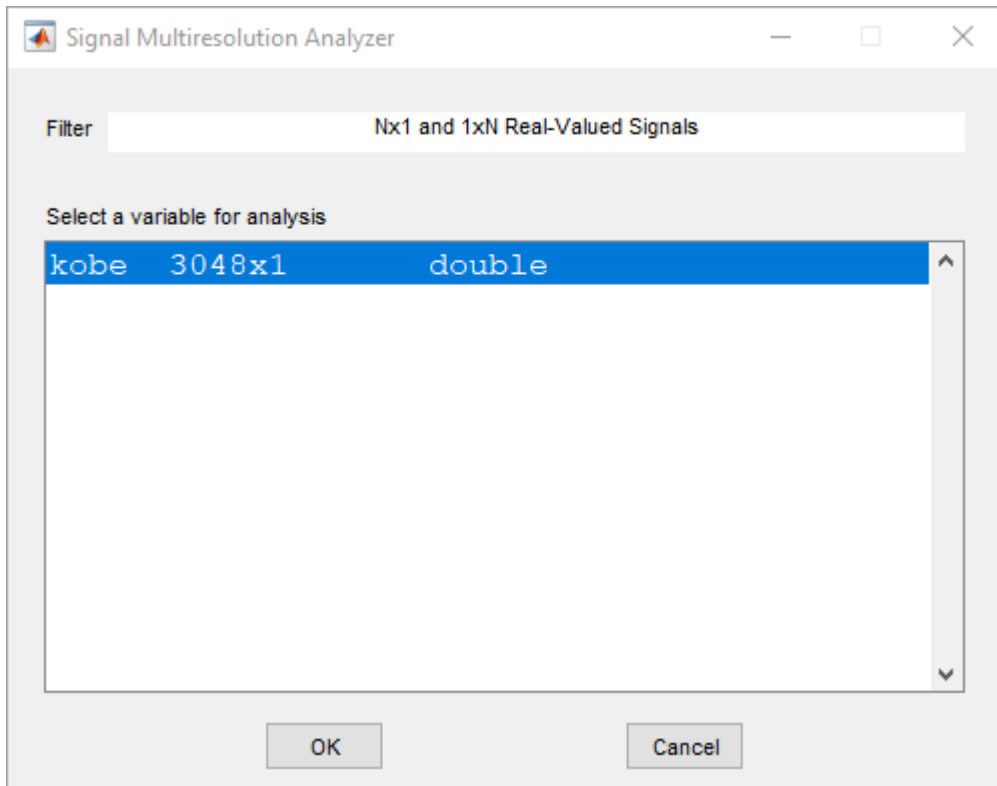 Signal Multiresolution Analyzer
Filter Nx1 and 1xN Real-Valued Signals
Select a variable for analysis
kobe 3048x1 double
OK Cancel